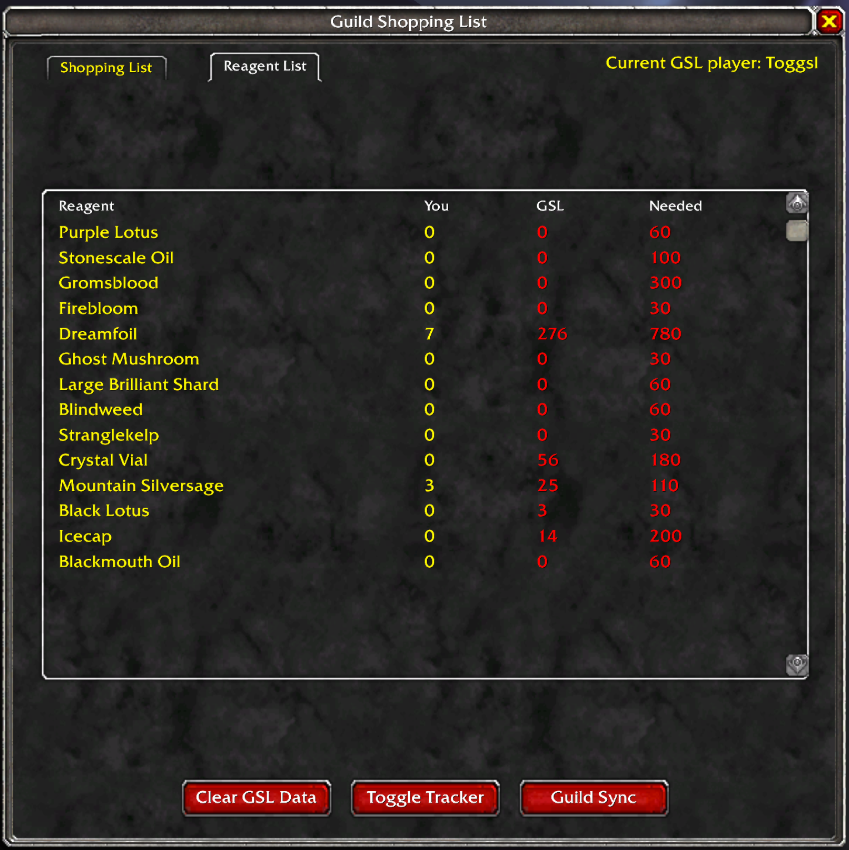 Guild Shopping List
Shopping List Reagent List Current GSL player: Toggsl
Reagent You GSL Needed
Purple Lotus 0 0 60
Stonescale Oil 0 0 100
Gromsblood 0 0 300
Firebloom 0 0 30
Dreamfoil 7 276 780
Ghost Mushroom 0 0 30
Large Brilliant Shard 0 0 60
Blindweed 0 0 60
Stranglekelp 0 0 30
Crystal Vial 0 56 180
Mountain Silversage 3 25 110
Black Lotus 0 3 30
Icecap 0 14 200
Blackmouth Oil 0 0 60
Clear GSL Data Toggle Tracker Guild Sync